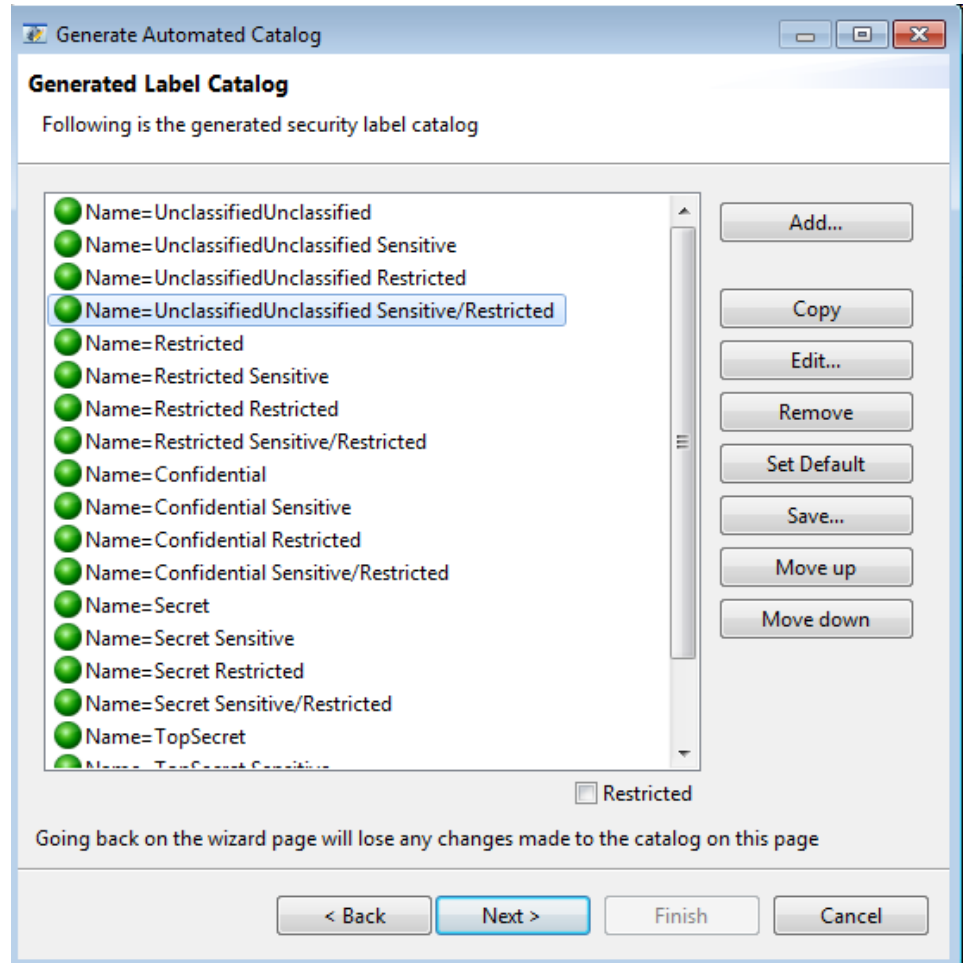 Generate Automated Catalog
Generated Label Catalog
Following is the generated security label catalog
Name=UnclassifiedUnclassified
Name=UnclassifiedUnclassified Sensitive
Name=UnclassifiedUnclassified Restricted
Name=UnclassifiedUnclassified Sensitive/Restricted
Name=Restricted
Name=Restricted Sensitive
Name=Restricted Restricted
Name=Restricted Sensitive/Restricted
Name=Confidential
Name=Confidential Sensitive
Name=Confidential Restricted
Name=Confidential Sensitive/Restricted
Name=Secret
Name=Secret Sensitive
Name=Secret Restricted
Name=Secret Sensitive/Restricted
Name=TopSecret
Name=TopSecret Sensitive
Add...
Copy
Edit...
Remove
Set Default
Save...
Move up
Move down
Restricted
Going back on the wizard page will lose any changes made to the catalog on this page
< Back
Next >
Finish
Cancel